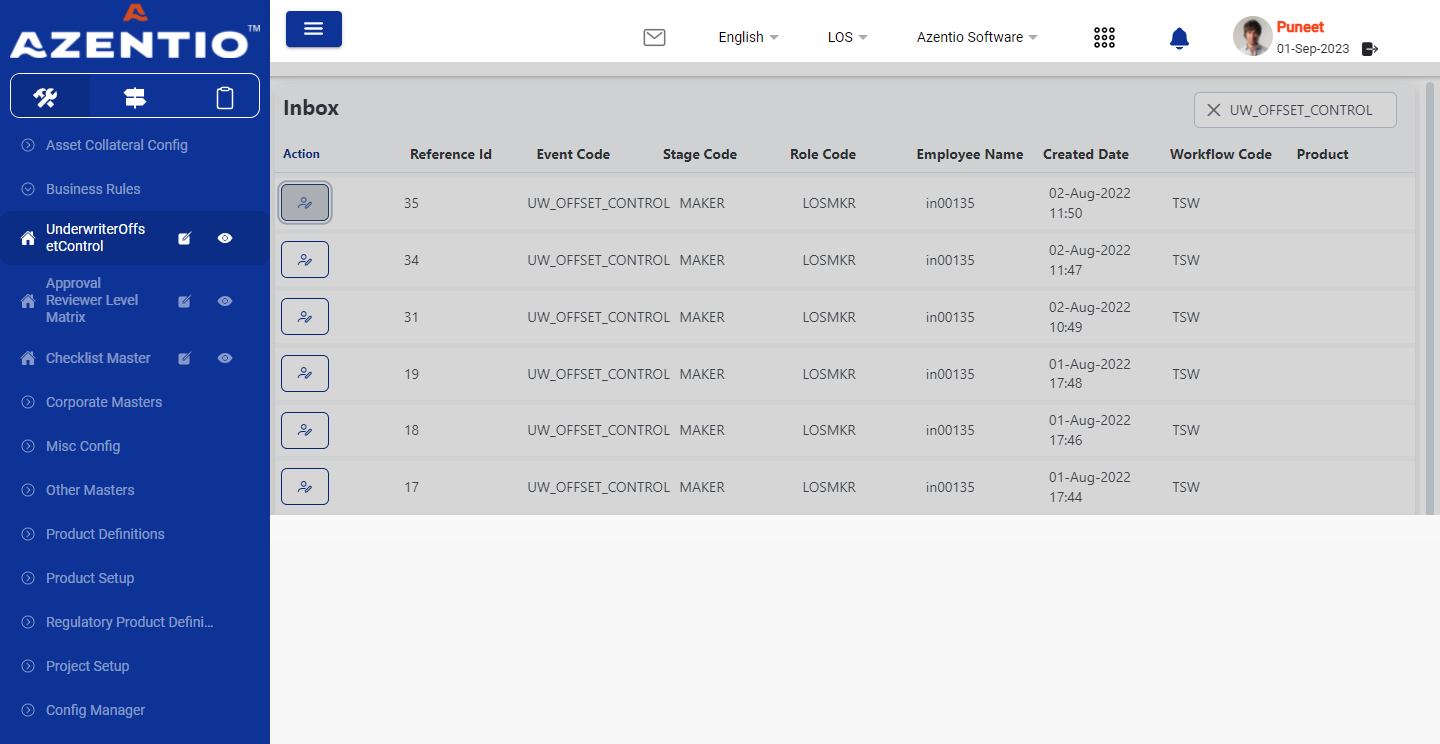 AZENTIO™
English
LOS
Azentio Software
Puneet
01-Sep-2023
Asset Collateral Config
Business Rules
UnderwriterOffs
etControl
Approval
Reviewer Level
Matrix
Checklist Master
Corporate Masters
Misc Config
Other Masters
Product Definitions
Product Setup
Regulatory Product Defini...
Project Setup
Config Manager
Inbox
UW_OFFSET_CONTROL
Action Reference Id Event Code Stage Code Role Code Employee Name Created Date Workflow Code Product
35 UW_OFFSET_CONTROL MAKER LOSMKR in00135 02-Aug-2022 TSW
11:50
34 UW_OFFSET_CONTROL MAKER LOSMKR in00135 02-Aug-2022 TSW
11:47
31 UW_OFFSET_CONTROL MAKER LOSMKR in00135 02-Aug-2022 TSW
10:49
19 UW_OFFSET_CONTROL MAKER LOSMKR in00135 01-Aug-2022 TSW
17:48
18 UW_OFFSET_CONTROL MAKER LOSMKR in00135 01-Aug-2022 TSW
17:46
17 UW_OFFSET_CONTROL MAKER LOSMKR in00135 01-Aug-2022 TSW
17:44